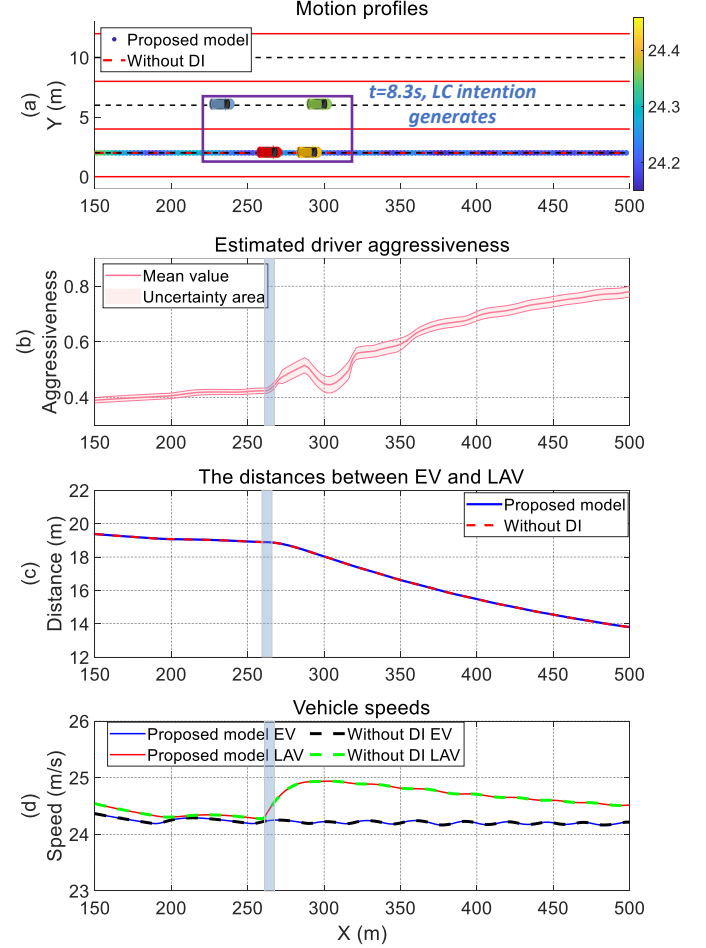 Motion profiles
Proposed model
Without DI
t=8.3s, LC intention
generates
(a)
Y (m)
10
5
0
150 200 250 300 350 400 450 500
24.4
24.3
24.2
Estimated driver aggressiveness
Mean value
Uncertainty area
(b)
Aggressiveness
0.8
0.6
0.4
150 200 250 300 350 400 450 500
The distances between EV and LAV
Proposed model
Without DI
(c)
Distance (m)
22
20
18
16
14
12
150 200 250 300 350 400 450 500
Vehicle speeds
Proposed model EV Without DI EV
Proposed model LAV Without DI LAV
(d)
Speed (m/s)
26
25
24
23
150 200 250 300 350 400 450 500
X (m)